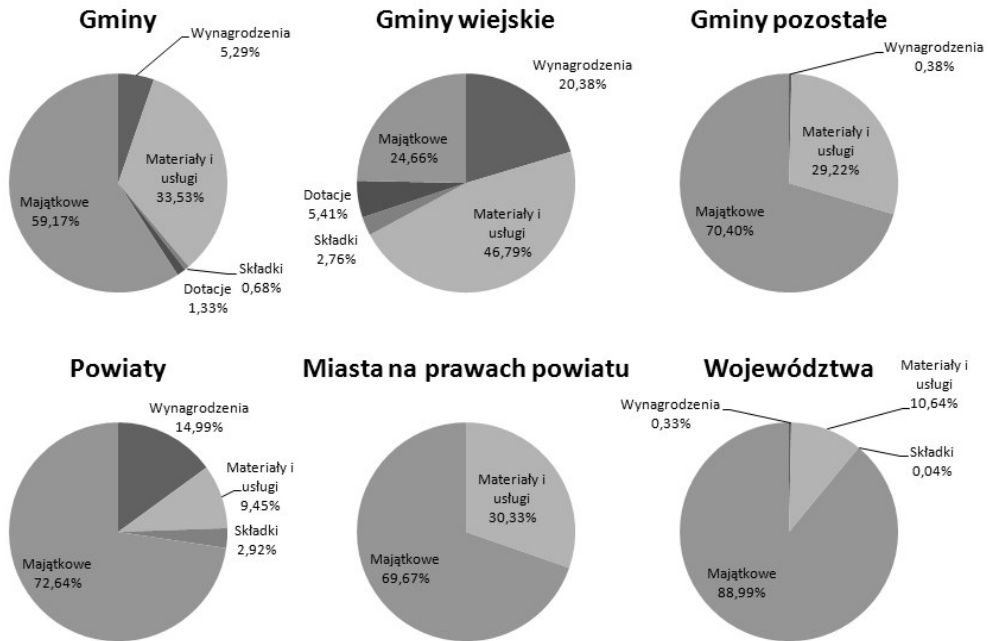 Gminy
Wynagrodzenia
5,29%
Materiały i
usługi
33,53%
Składki
0,68%
Dotacje
1,33%
Majątkowe
59,17%
Gminy wiejskie
Wynagrodzenia
20,38%
Materiały i
usługi
46,79%
Składki
2,76%
Dotacje
5,41%
Majątkowe
24,66%
Gminy pozostałe
Wynagrodzenia
0,38%
Materiały i
usługi
29,22%
Majątkowe
70,40%
Powiaty
Wynagrodzenia
14,99%
Materiały i
usługi
9,45%
Składki
2,92%
Majątkowe
72,64%
Miasta na prawach powiatu
Materiały i usługi
30,33%
Majątkowe
69,67%
Województwa
Wynagrodzenia
0,33%
Materiały i
usługi
10,64%
Składki
0,04%
Majątkowe
88,99%